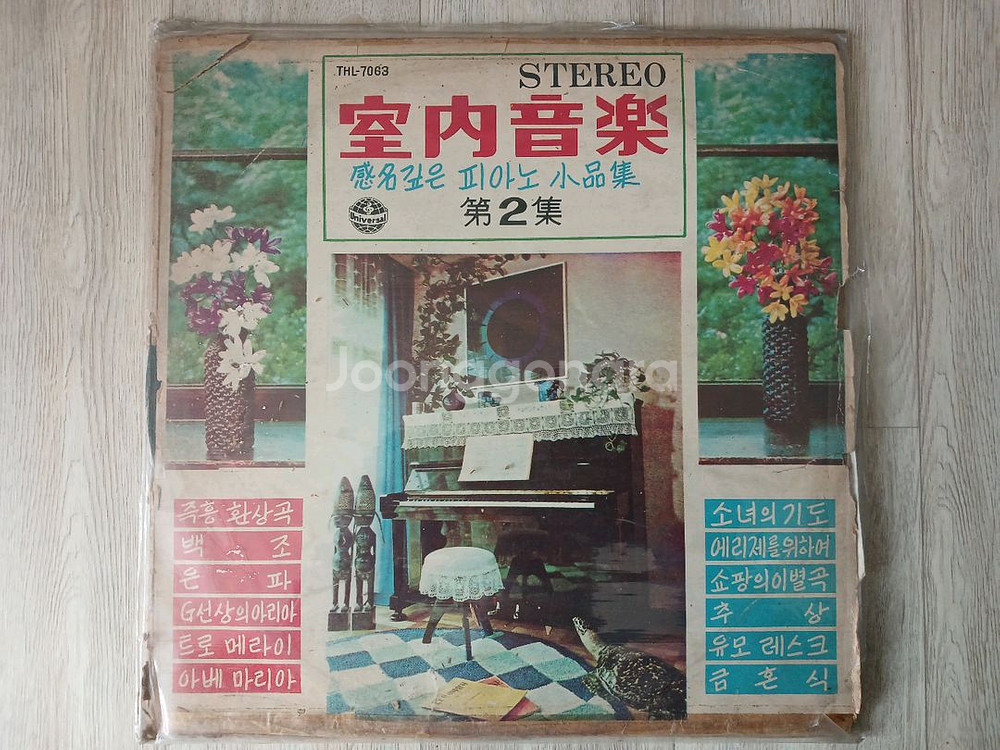 THL-7063
STEREO
室内音楽
感名깊은 피아노 小品集
第2集
Universal
Joonggonara
즉흥 환상곡
백 조
은 파
G선상의아리아
트로 메라이
아베 마리아
소녀의기도
에리제를위하여
쇼팡의이별곡
추 상
유모 레스크
금 혼 식